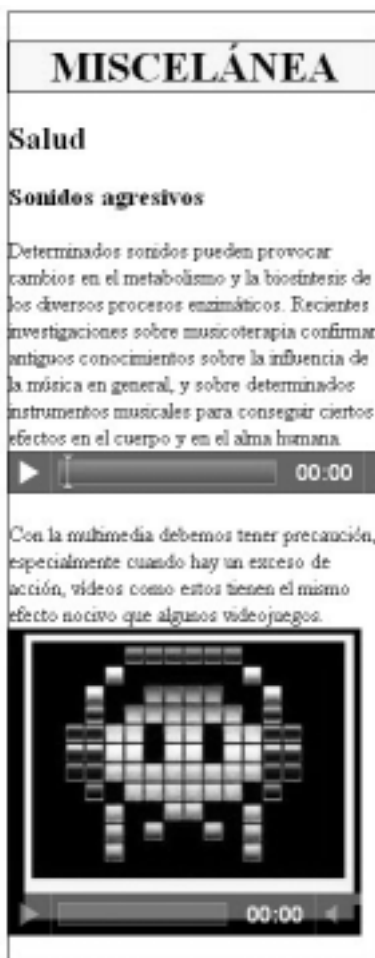 MISCELÁNEA
Salud
Sonidos agresivos
Determinados sonidos pueden provocar
cambios en el metabolismo y la biosíntesis de
los diversos procesos enzimáticos. Recientes
investigaciones sobre musicoterapia confirman
antiguos conocimientos sobre la influencia de
la música en general, y sobre determinados
instrumentos musicales para conseguir ciertos
efectos en el cuerpo y en el alma humana.
00:00
Con la multimedia debemos tener precaución,
especialmente cuando hay un exceso de
acción, vídeos como estos tienen el mismo
efecto nocivo que algunos videojuegos.
00:00